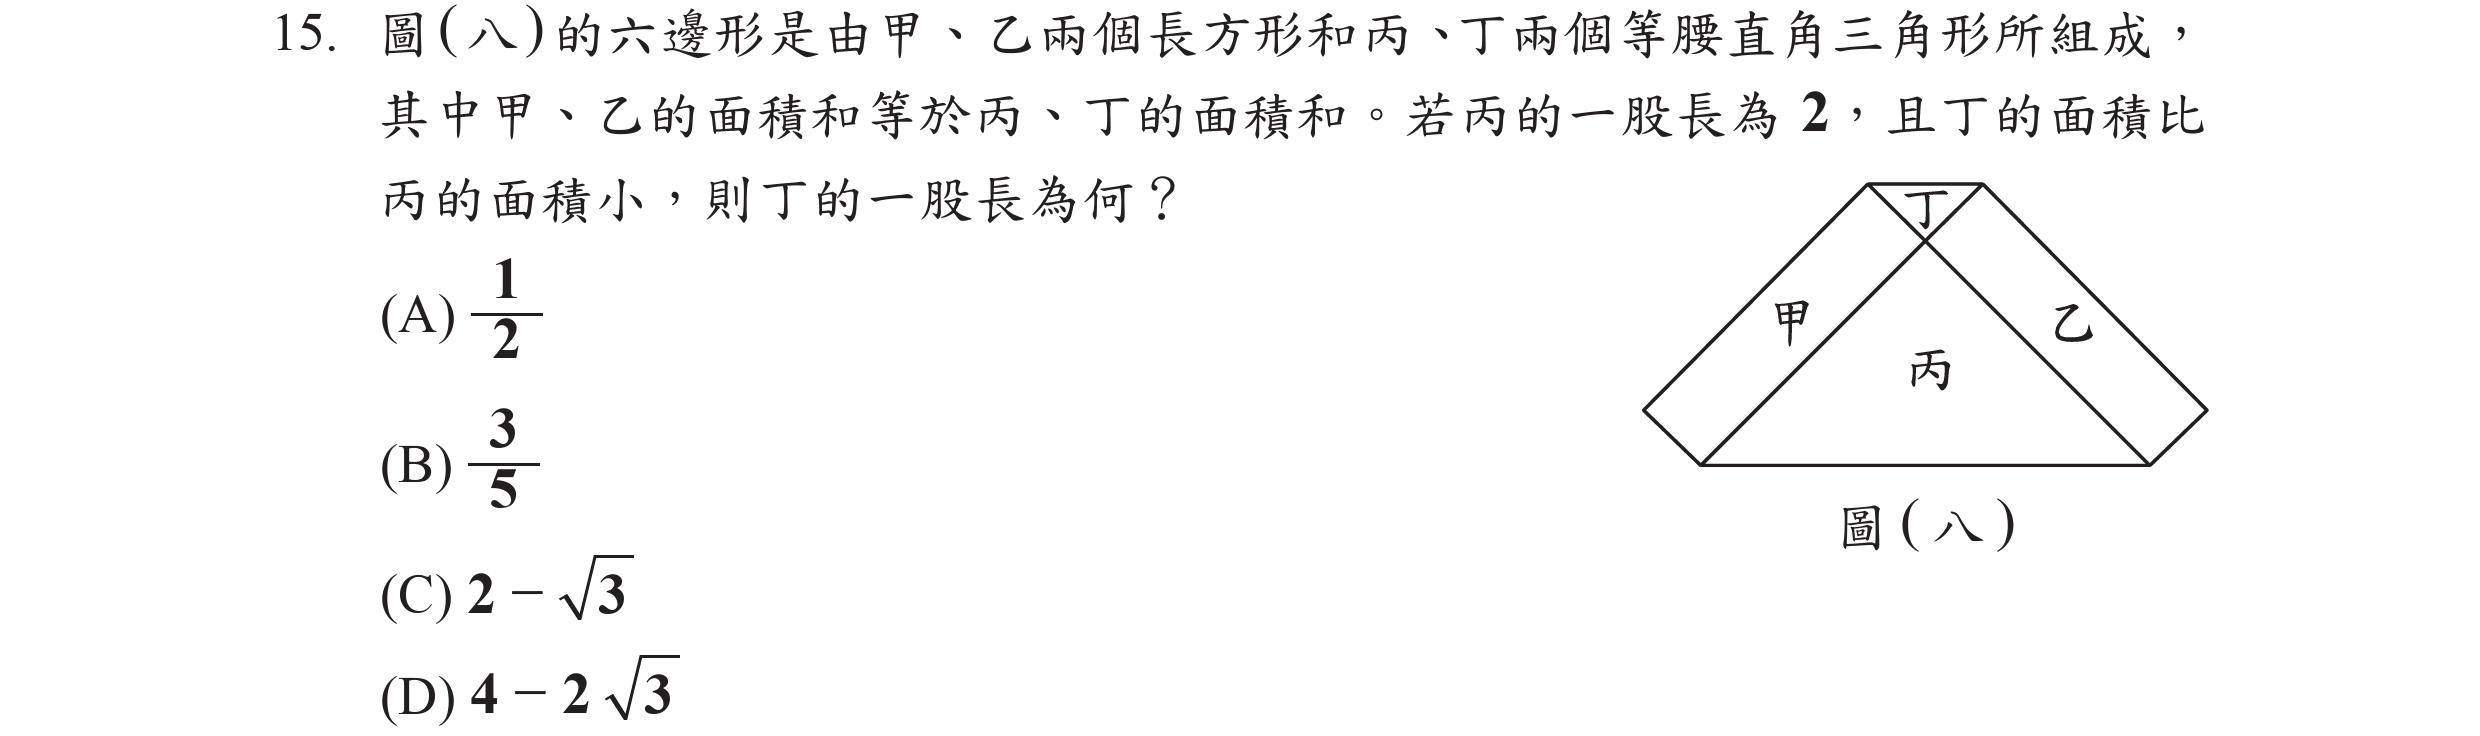 15. 圖(八)的六邊形是由甲、乙兩個長方形和丙、丁兩個等腰直角三角形所組成，
其中甲、乙的面積和等於丙、丁的面積和。若丙的一股長為 2，且丁的面積比
丙的面積小，則丁的一股長為何？
(A) 1/2
(B) 3/5
(C) 2 − √3
(D) 4 − 2√3
丁
甲
乙
丙
圖(八)